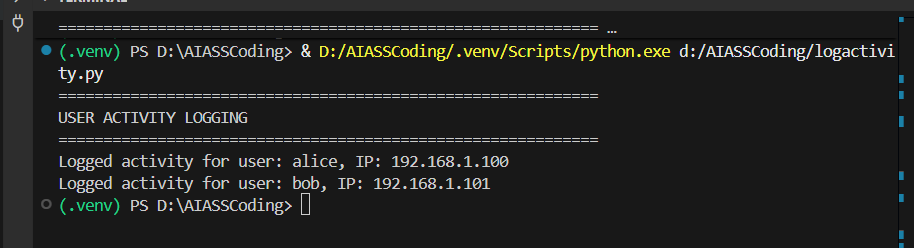 ============================================================ …
(.venv) PS D:\AIASSCoding> & D:/AIASSCoding/.venv/Scripts/python.exe d:/AIASSCoding/logactivi
ty.py
============================================================
USER ACTIVITY LOGGING
============================================================
Logged activity for user: alice, IP: 192.168.1.100
Logged activity for user: bob, IP: 192.168.1.101
(.venv) PS D:\AIASSCoding>